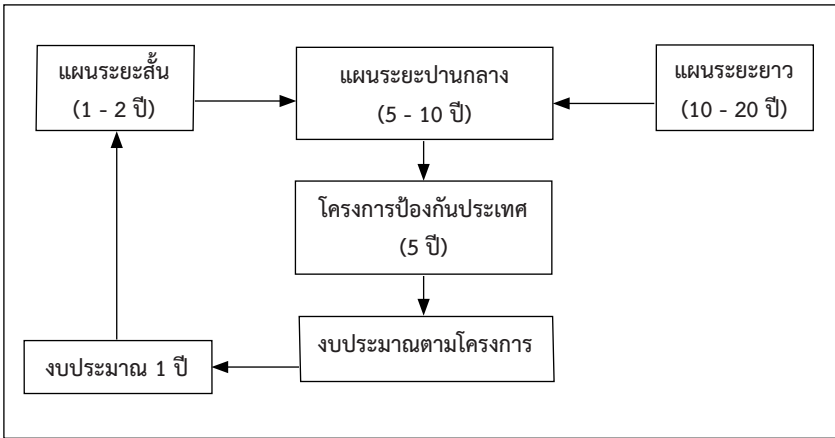 แผนระยะสั้น
(1 - 2 ปี)
แผนระยะปานกลาง
(5 - 10 ปี)
แผนระยะยาว
(10 - 20 ปี)
โครงการป้องกันประเทศ
(5 ปี)
งบประมาณตามโครงการ
งบประมาณ 1 ปี